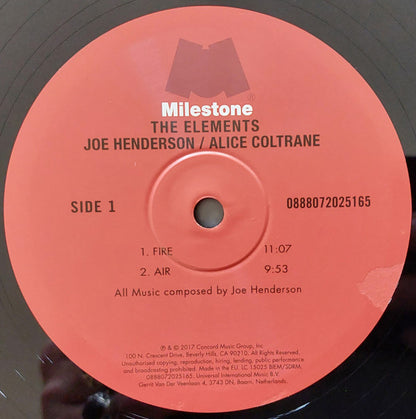 Milestone®
THE ELEMENTS
JOE HENDERSON / ALICE COLTRANE
SIDE 1
0888072025165
1. FIRE 11:07
2. AIR 9:53
All Music composed by Joe Henderson
℗ & © 2017 Concord Music Group, Inc.
100 N. Crescent Drive, Beverly Hills, CA 90210. All Rights Reserved.
Unauthorised copying, reproduction, hiring, lending, public performance
and broadcasting prohibited. Made in the E.U. LC 15025 BIEM/SDRM.
0888072025165. Universal International Music B.V.
Gerrit Van Der Veenlaan 4, 3743 DN, Baarn, Netherlands.